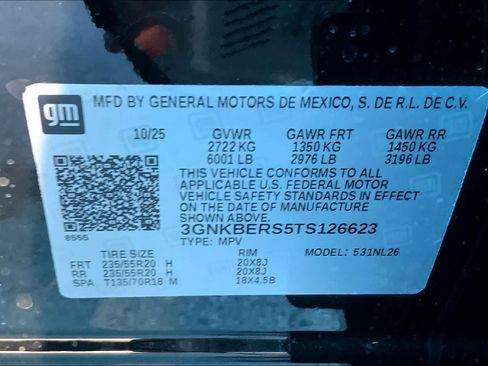 gm
MFD BY GENERAL MOTORS DE MEXICO, S. DE R.L. DE C.V.
10/25 GVWR GAWR FRT GAWR RR
2722 KG 1350 KG 1450 KG
6001 LB 2976 LB 3196 LB
THIS VEHICLE CONFORMS TO ALL
APPLICABLE U.S. FEDERAL MOTOR
VEHICLE SAFETY STANDARDS IN EFFECT
ON THE DATE OF MANUFACTURE
SHOWN ABOVE.
3GNKBERS5TS126623
8555 TYPE: MPV
TIRE SIZE RIM MODEL: 531NL26
FRT 235/55R20 H 20X8J
RR 235/55R20 H 20X8J
SPA T135/70R18 M 18X4.5B